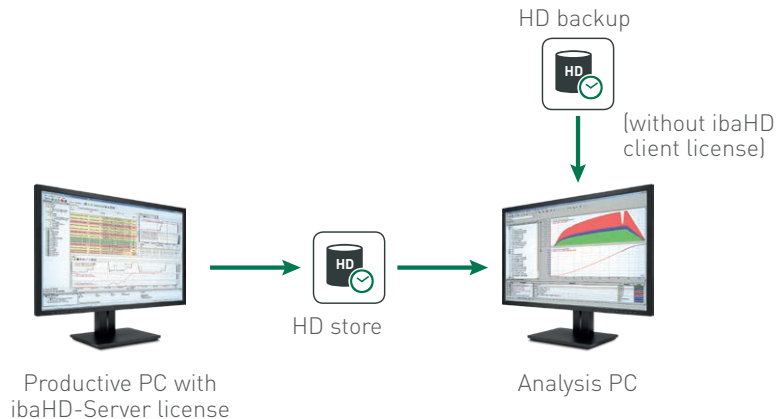 HD backup
HD
(without ibaHD
client license)
HD
HD store
Productive PC with
ibaHD-Server license
Analysis PC